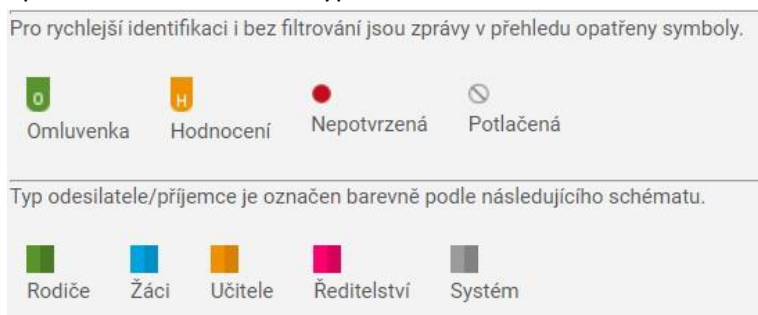 Pro rychlejší identifikaci i bez filtrování jsou zprávy v přehledu opatřeny symboly.
O H
Omluvenka Hodnocení Nepotvrzená Potlačená
Typ odesilatele/příjemce je označen barevně podle následujícího schématu.
Rodiče Žáci Učitele Ředitelství Systém